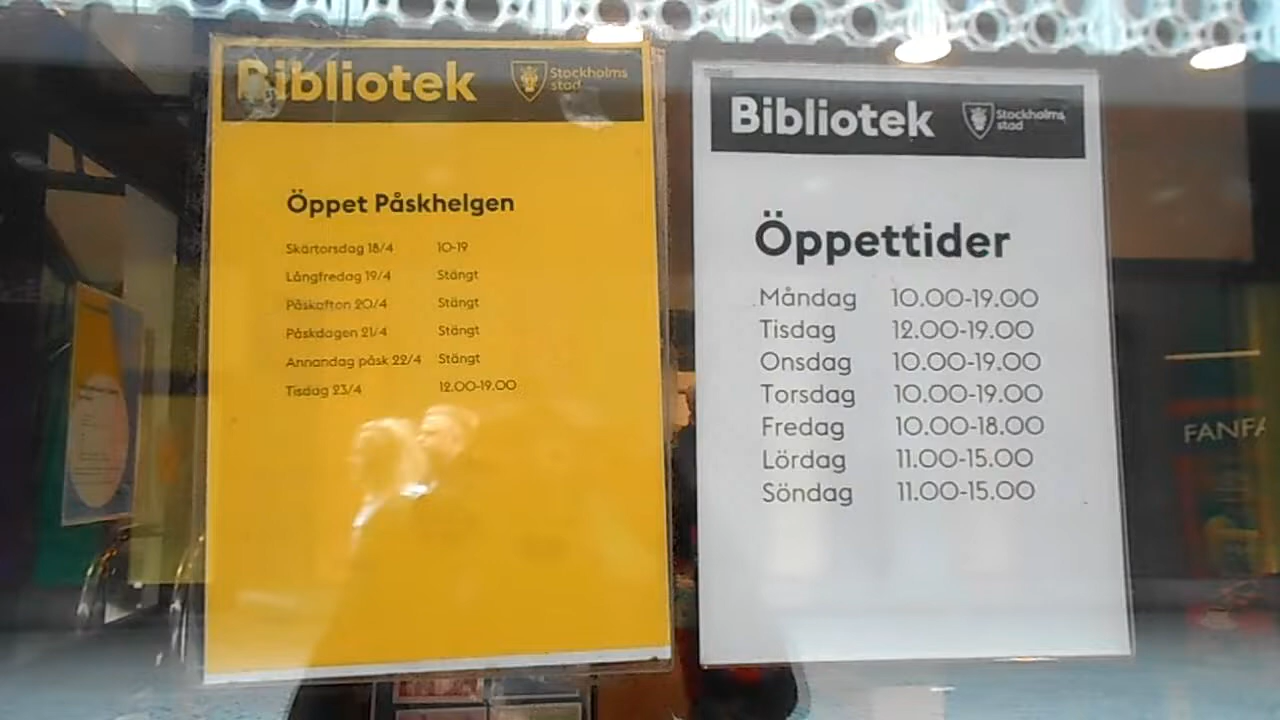 Bibliotek
Stockholms
stad
Öppet Påskhelgen
Skärtorsdag 18/4 10-19
Långfredag 19/4 Stängt
Påskafton 20/4 Stängt
Påskdagen 21/4 Stängt
Annandag påsk 22/4 Stängt
Tisdag 23/4 12.00-19.00
Bibliotek
Stockholms
stad
Öppettider
Måndag 10.00-19.00
Tisdag 12.00-19.00
Onsdag 10.00-19.00
Torsdag 10.00-19.00
Fredag 10.00-18.00
Lördag 11.00-15.00
Söndag 11.00-15.00
FANFA